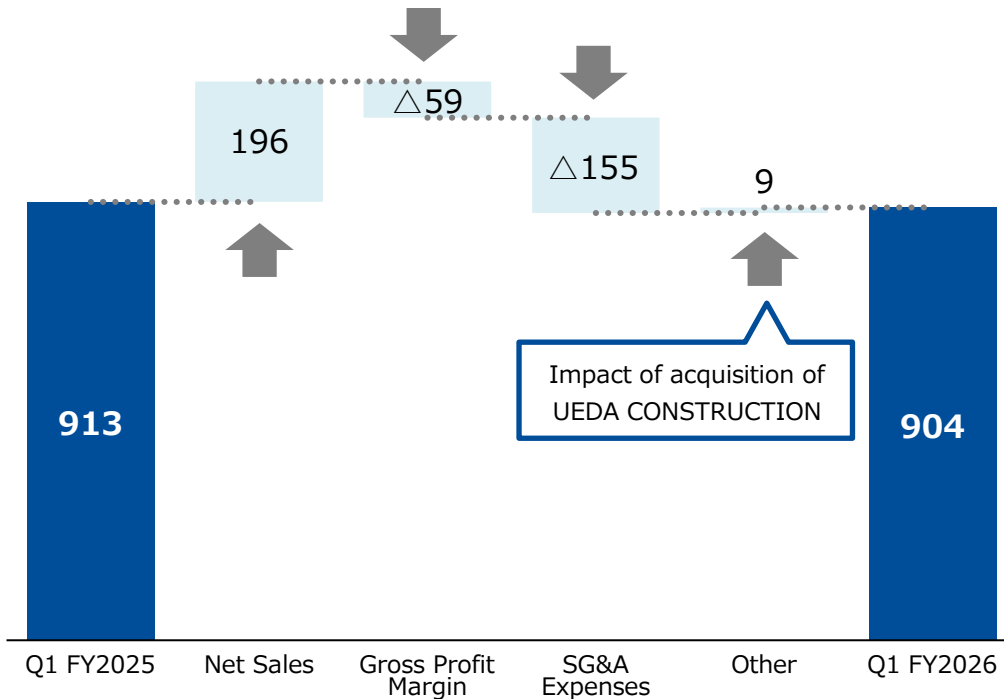 △59
196
△155
9
Impact of acquisition of
UEDA CONSTRUCTION
913
904
Q1 FY2025
Net Sales
Gross Profit
Margin
SG&A
Expenses
Other
Q1 FY2026